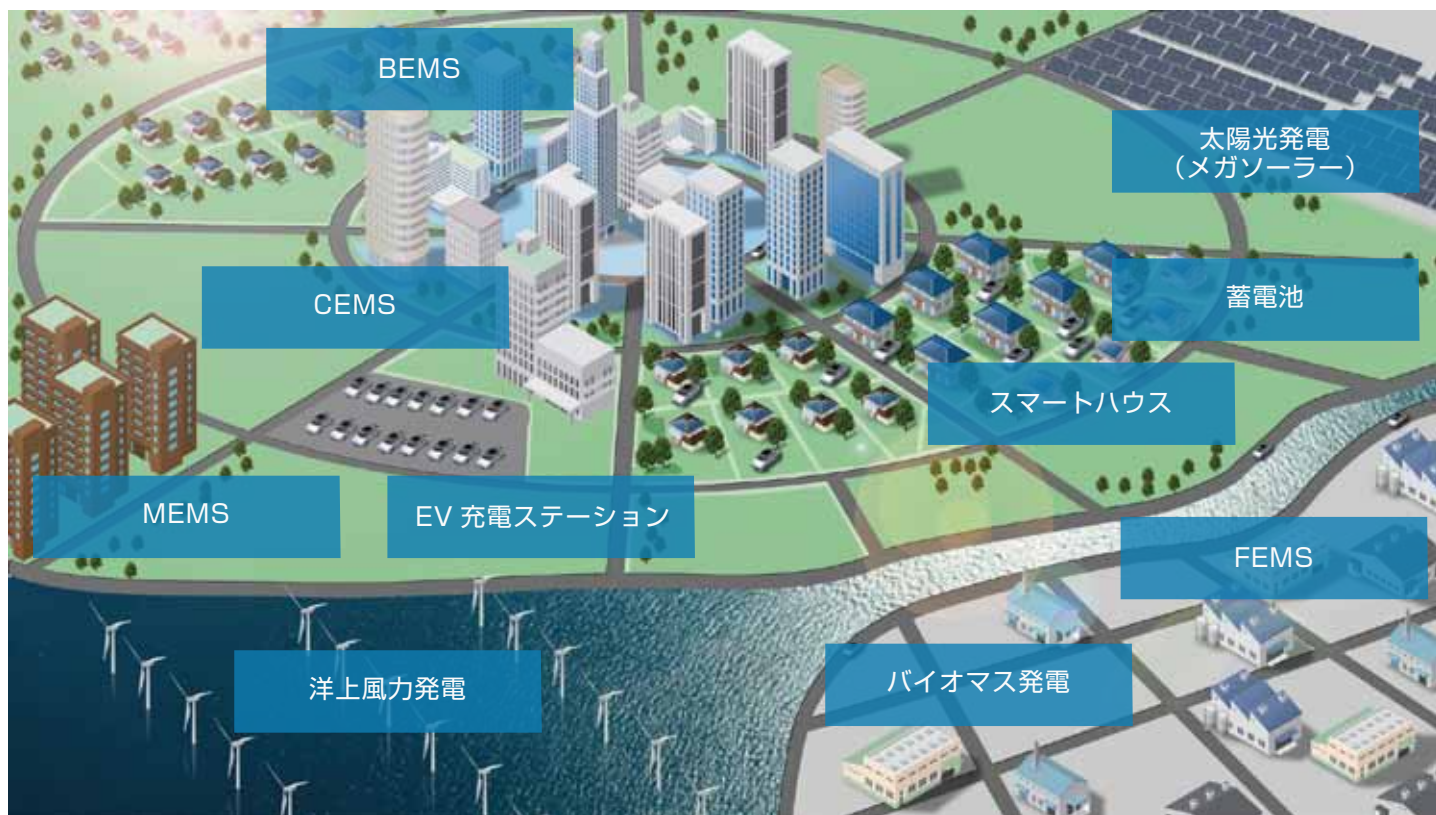 BEMS
太陽光発電
（メガソーラー）
CEMS
蓄電池
スマートハウス
MEMS
EV 充電ステーション
FEMS
洋上風力発電
バイオマス発電